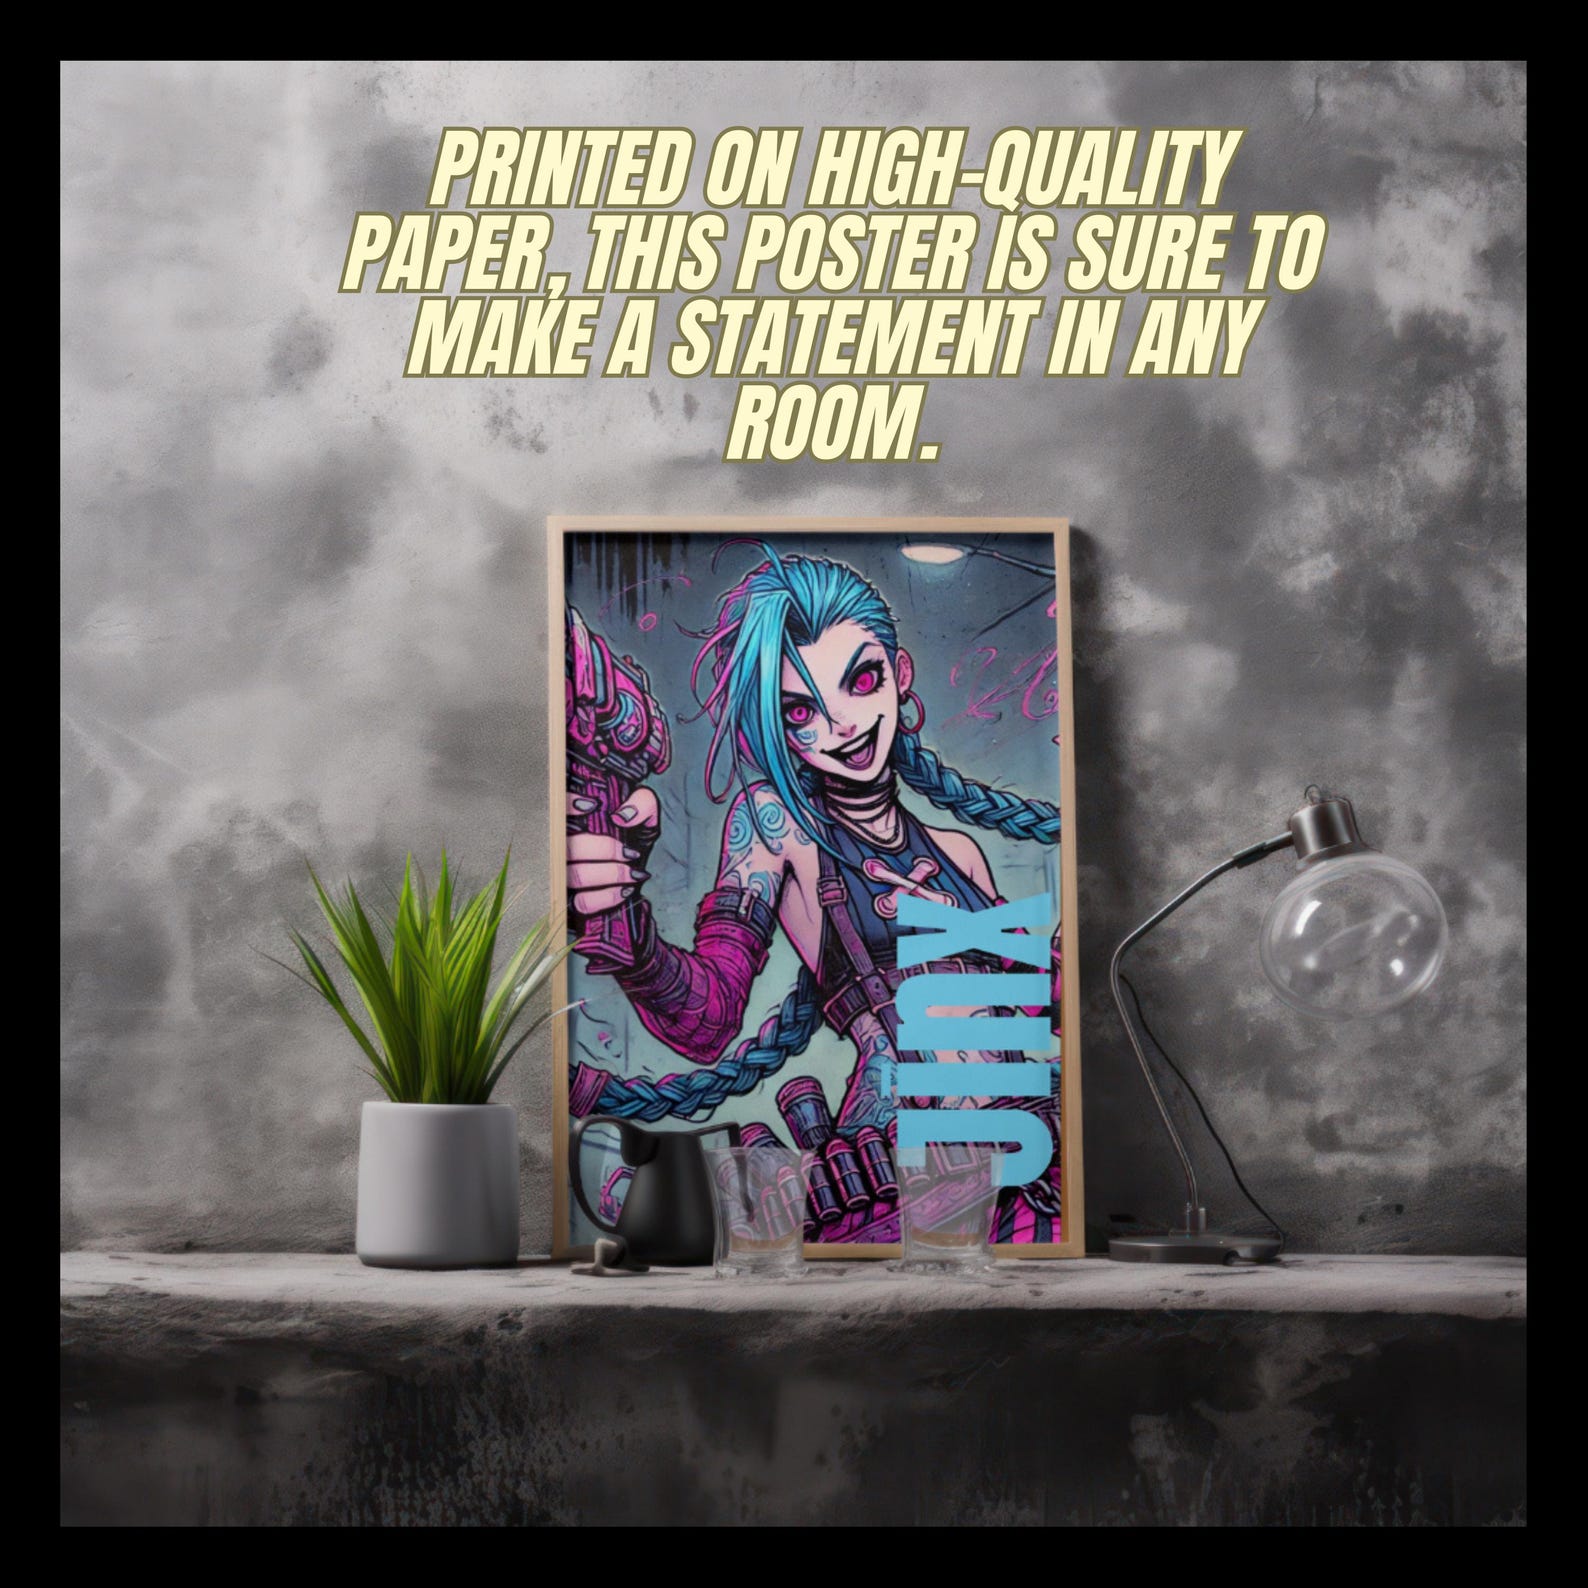 PRINTED ON HIGH-QUALITY
PAPER, THIS POSTER IS SURE TO
MAKE A STATEMENT IN ANY
ROOM.
JINX